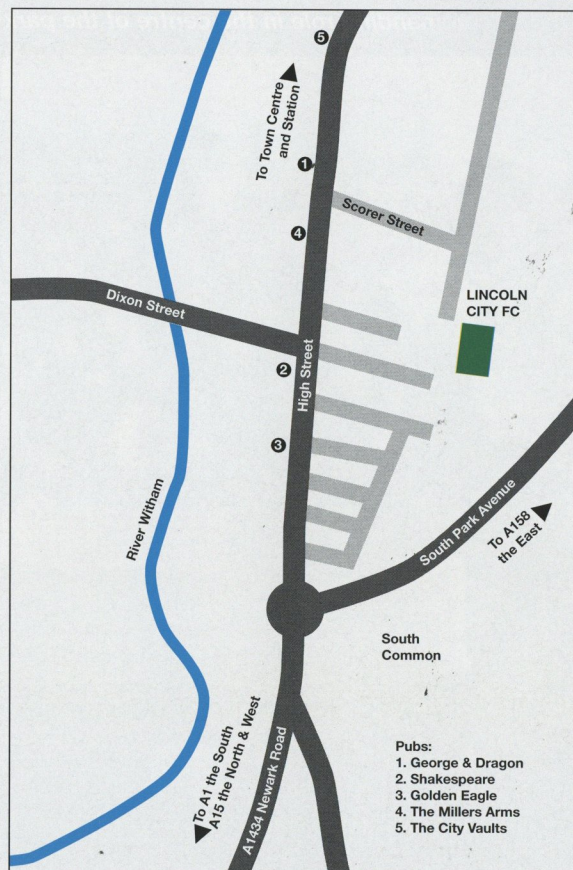 5
To Town Centre
and Station
1
Scorer Street
4
LINCOLN
CITY FC
Dixon Street
2
High Street
3
River Witham
South Park Avenue
To A158
the East
South
Common
To A1 the South
A15 the North & West
A1434 Newark Road
Pubs:
1. George & Dragon
2. Shakespeare
3. Golden Eagle
4. The Millers Arms
5. The City Vaults